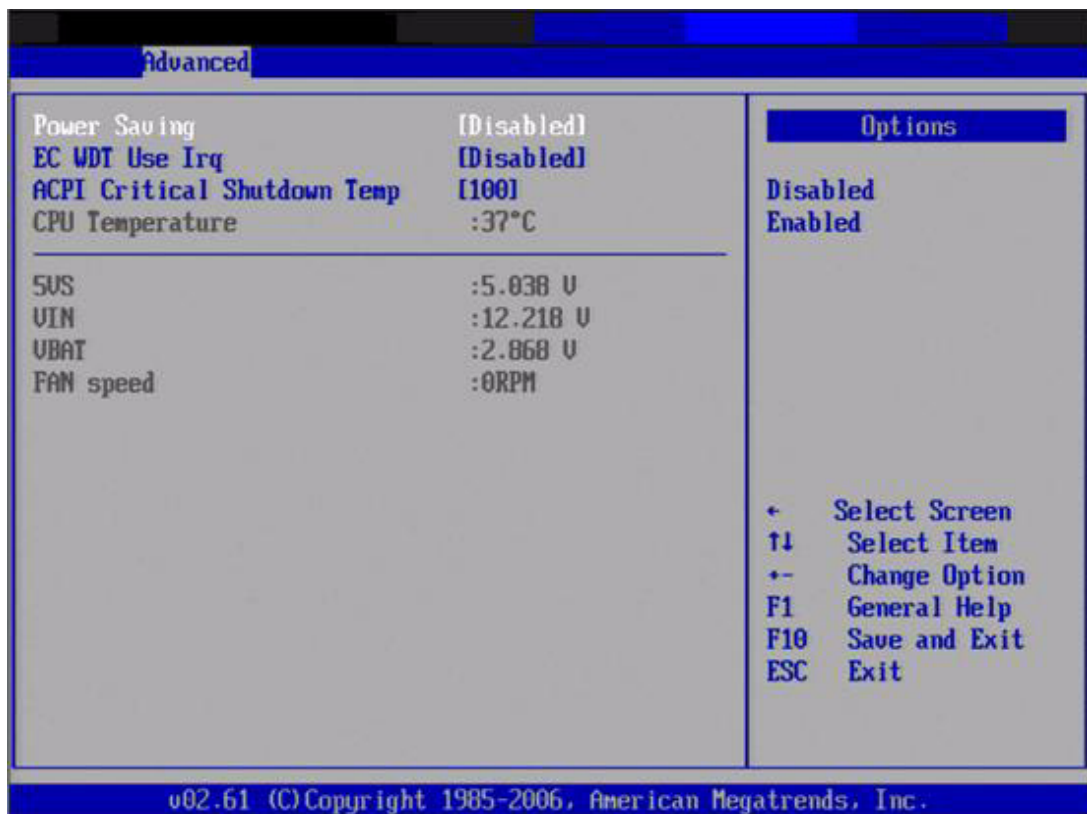 Advanced
Power Saving [Disabled]
EC WDT Use Irq [Disabled]
ACPI Critical Shutdown Temp [100]
CPU Temperature :37°C
5VS :5.038 V
VIN :12.218 V
VBAT :2.868 V
FAN speed :0RPM
Options
Disabled
Enabled
← Select Screen
↑↓ Select Item
+- Change Option
F1 General Help
F10 Save and Exit
ESC Exit
v02.61 (C)Copyright 1985-2006, American Megatrends, Inc.